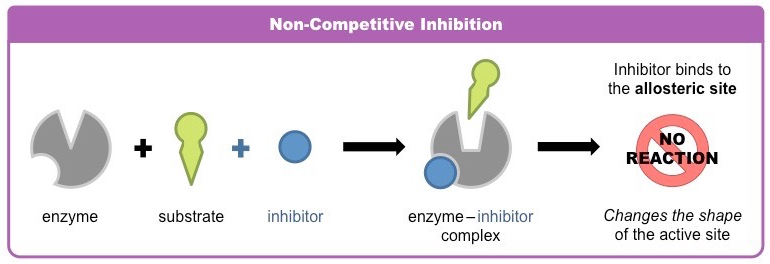 Non-Competitive Inhibition
enzyme
substrate
inhibitor
enzyme – inhibitor
complex
Inhibitor binds to
the allosteric site
NO
REACTION
Changes the shape
of the active site